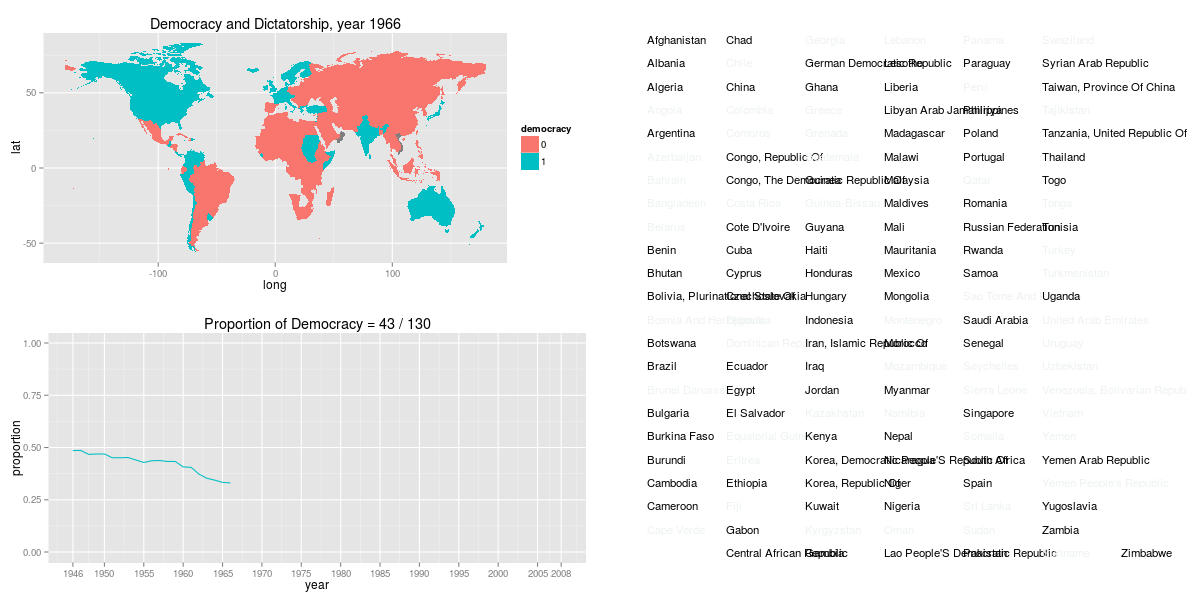 Democracy and Dictatorship, year 1966
lat
50
0
-50
-100
0
100
long
democracy
0
1
Proportion of Democracy = 43 / 130
proportion
1.00
0.75
0.50
0.25
0.00
1946 1950 1955 1960 1965 1970 1975 1980 1985 1990 1995 2000 2005 2008
year
Afghanistan Chad Georgia Lebanon Panama Swaziland
Albania Chile German Democratic Republic Lesotho Paraguay Syrian Arab Republic
Algeria China Ghana Liberia Peru Taiwan, Province Of China
Angola Colombia Greece Libyan Arab Jamahiriya Philippines Tajikistan
Argentina Comoros Grenada Madagascar Poland Tanzania, United Republic Of
Azerbaijan Congo, Republic Of Guatemala Malawi Portugal Thailand
Bahrain Congo, The Democratic Republic Of Guinea Malaysia Qatar Togo
Bangladesh Costa Rica Guinea-Bissau Maldives Romania Tonga
Belarus Cote D'Ivoire Guyana Mali Russian Federation Tunisia
Benin Cuba Haiti Mauritania Rwanda Turkey
Bhutan Cyprus Honduras Mexico Samoa Turkmenistan
Bolivia, Plurinational State Of Czechoslovakia Hungary Mongolia Sao Tome And Uganda
Bosnia And Herzegovina Indonesia Montenegro Saudi Arabia United Arab Emirates
Botswana Dominican Republic Iran, Islamic Republic Of Morocco Senegal Uruguay
Brazil Ecuador Iraq Mozambique Seychelles Uzbekistan
Brunei Darussalam Egypt Jordan Myanmar Sierra Leone Venezuela, Bolivarian Repub
Bulgaria El Salvador Kazakhstan Namibia Singapore Vietnam
Burkina Faso Equatorial Guinea Kenya Nepal Somalia Yemen
Burundi Eritrea Korea, Democratic People'S Republic Of Nicaragua South Africa Yemen Arab Republic
Cambodia Ethiopia Korea, Republic Of Niger Spain Yemen People's Republic
Cameroon Fiji Kuwait Nigeria Sri Lanka Yugoslavia
Cape Verde Gabon Kyrgyzstan Oman Sudan Zambia
Central African Republic Gambia Lao People'S Democratic Republic Pakistan Suriname Zimbabwe